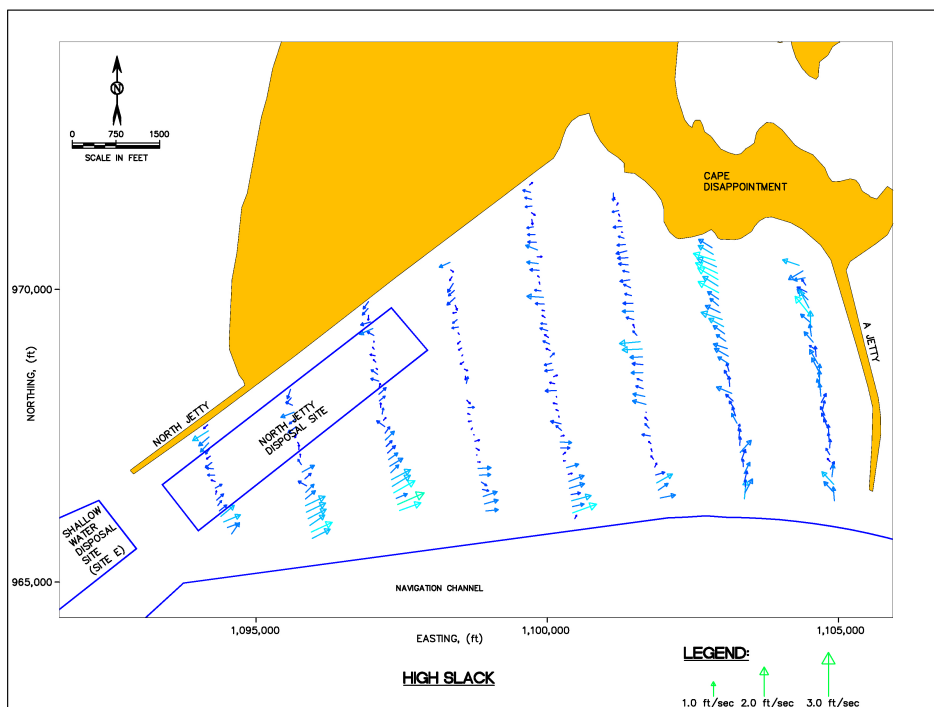 N
0 750 1500
SCALE IN FEET
CAPE
DISAPPOINTMENT
970,000
NORTHING, (ft)
A JETTY
NORTH JETTY
NORTH JETTY
DISPOSAL SITE
SHALLOW
WATER
DISPOSAL
SITE
(SITE E)
965,000
NAVIGATION CHANNEL
1,095,000 1,100,000 1,105,000
EASTING, (ft)
HIGH SLACK
LEGEND:
1.0 ft/sec 2.0 ft/sec 3.0 ft/sec